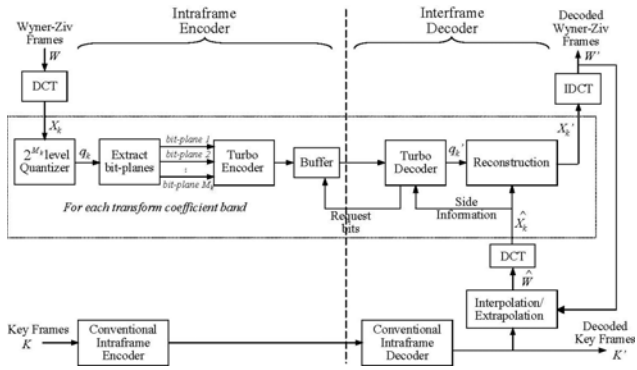 Intraframe
Encoder
Interframe
Decoder
Wyner-Ziv
Frames
W
Decoded
Wyner-Ziv
Frames
W'
DCT
IDCT
X_k
X_k'
2^{M_k} level
Quantizer
q_k
Extract
bit-planes
bit-plane 1
bit-plane 2
:
bit-plane M_k
Turbo
Encoder
Buffer
Turbo
Decoder
q_k'
Reconstruction
For each transform coefficient band
Request
bits
Side
Information
X̂_k
DCT
Ŵ
Interpolation/
Extrapolation
Key Frames
K
Conventional
Intraframe
Encoder
Conventional
Intraframe
Decoder
Decoded
Key Frames
K'